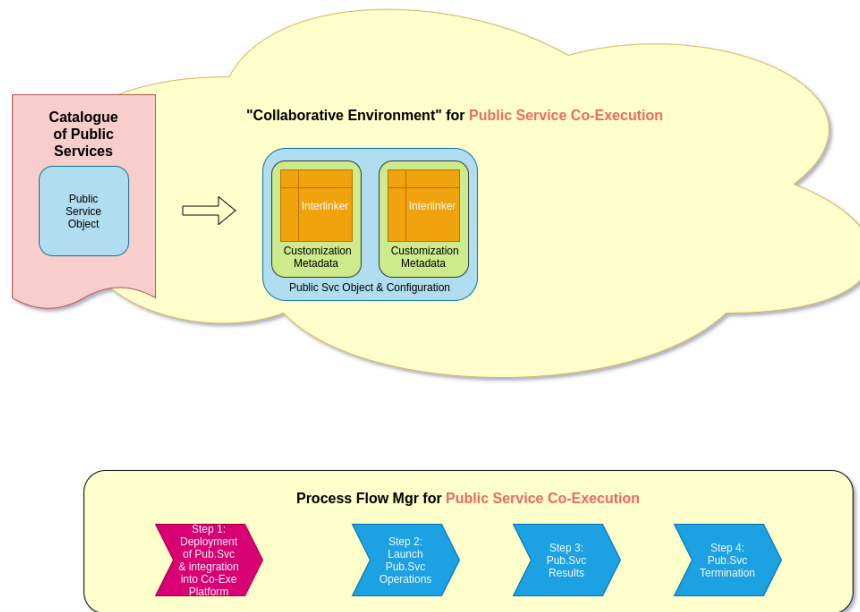 Catalogue
of Public
Services
Public
Service
Object
"Collaborative Environment" for Public Service Co-Execution
Interlinker
Customization
Metadata
Interlinker
Customization
Metadata
Public Svc Object & Configuration
Process Flow Mgr for Public Service Co-Execution
Step 1:
Deployment
of Pub.Svc
& integration
into Co-Exe
Platform
Step 2:
Launch
Pub.Svc
Operations
Step 3:
Pub.Svc
Results
Step 4:
Pub.Svc
Termination